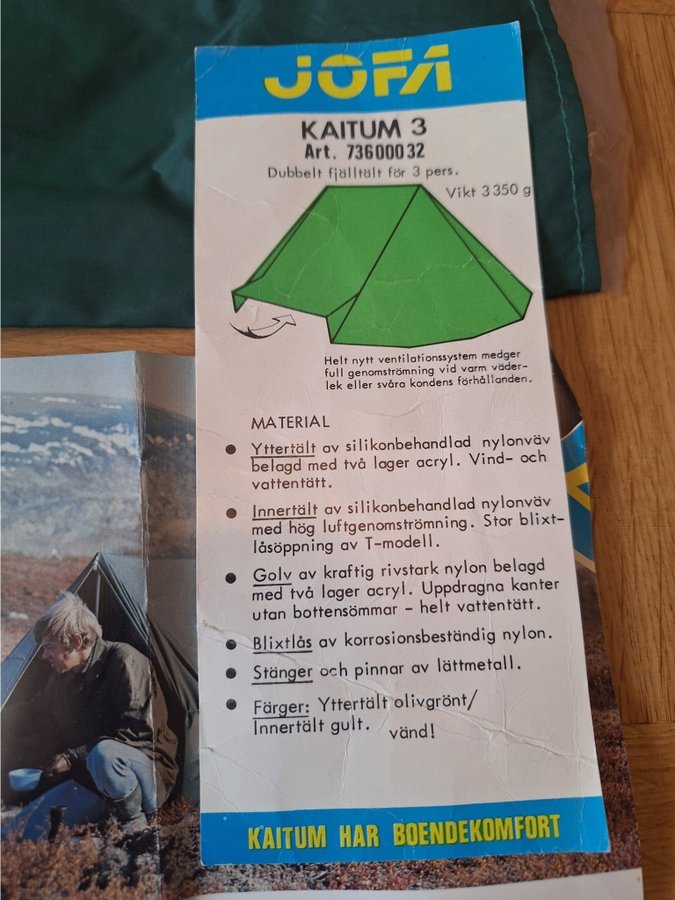 JOFA
KAITUM 3
Art. 73600032
Dubbelt fjälltält för 3 pers.
Vikt 3350 g
Helt nytt ventilationssystem medger
full genomströmning vid varm väder-
lek eller svåra kondens förhållanden.
MATERIAL
• Yttertält av silikonbehandlad nylonväv
belagd med två lager acryl. Vind- och
vattentätt.
• Innertält av silikonbehandlad nylonväv
med hög luftgenomströmning. Stor blixt-
låsöppning av T-modell.
• Golv av kraftig rivstark nylon belagd
med två lager acryl. Uppdragna kanter
utan bottensömmar - helt vattentätt.
• Blixtlås av korrosionsbeständig nylon.
• Stänger och pinnar av lättmetall.
• Färger: Yttertält olivgrönt/
Innertält gult. vänd!
KAITUM HAR BOENDEKOMFORT